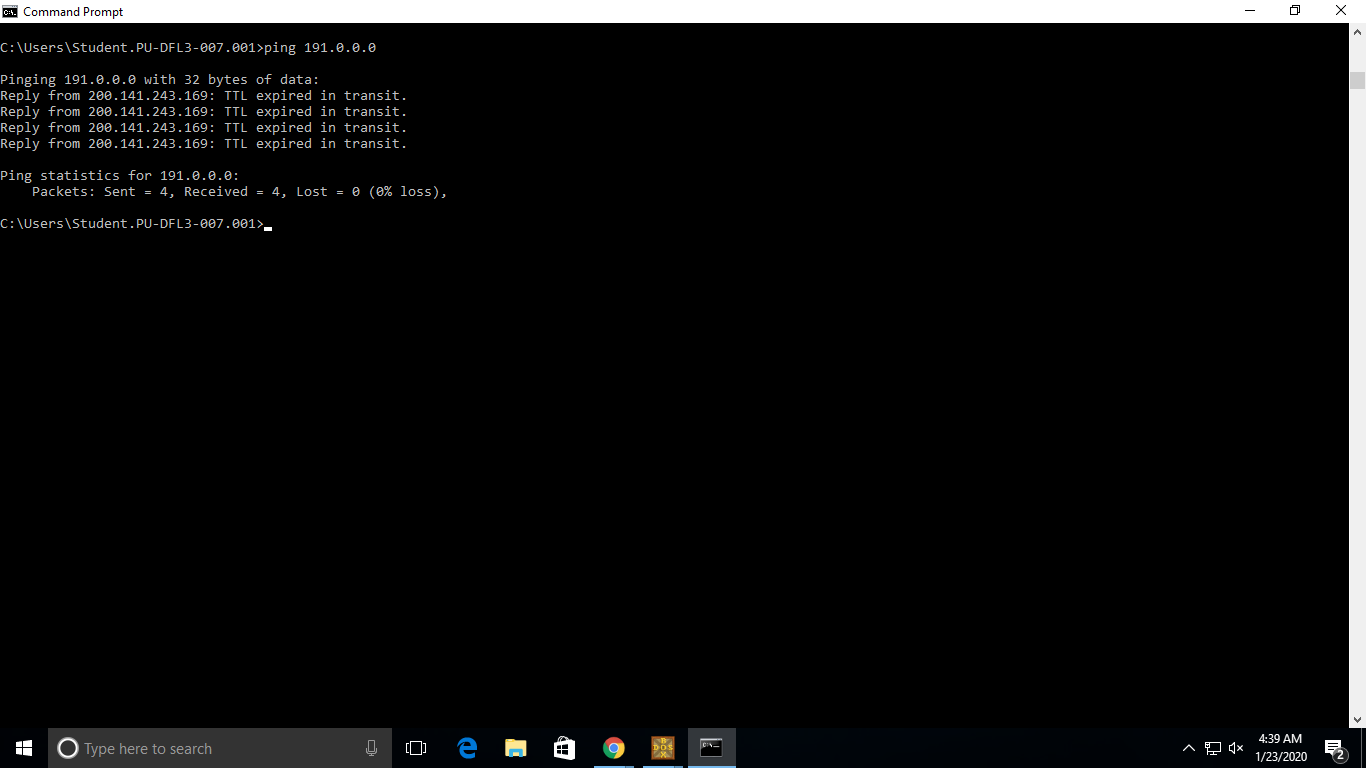 Command Prompt
C:\Users\Student.PU-DFL3-007.001>ping 191.0.0.0
Pinging 191.0.0.0 with 32 bytes of data:
Reply from 200.141.243.169: TTL expired in transit.
Reply from 200.141.243.169: TTL expired in transit.
Reply from 200.141.243.169: TTL expired in transit.
Reply from 200.141.243.169: TTL expired in transit.
Ping statistics for 191.0.0.0:
    Packets: Sent = 4, Received = 4, Lost = 0 (0% loss),
C:\Users\Student.PU-DFL3-007.001>
Type here to search
DOS
4:39 AM
1/23/2020
2